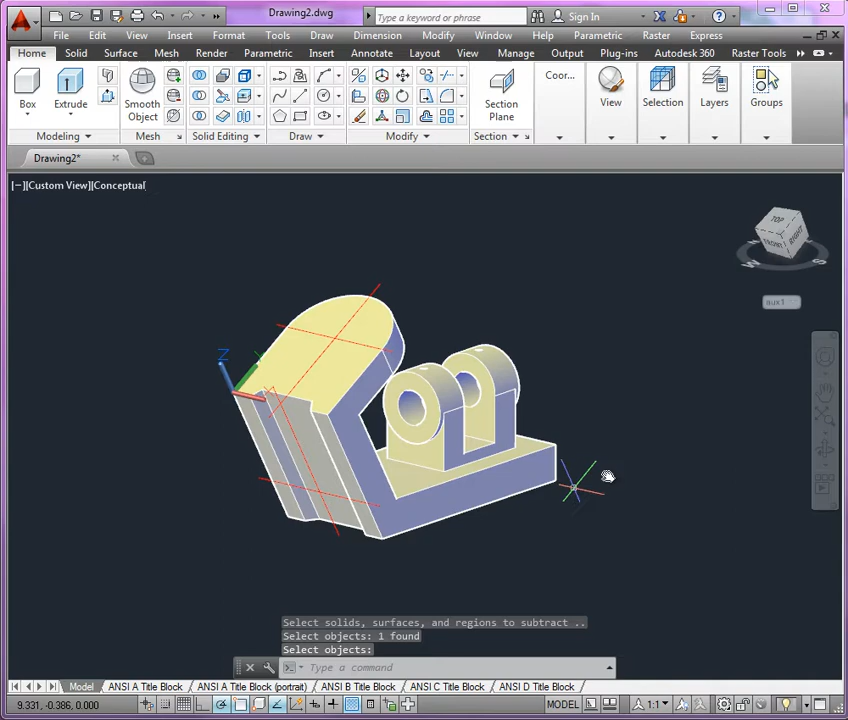 Drawing2.dwg
Type a keyword or phrase
Sign In
File Edit View Insert Format Tools Draw Dimension Modify Window Help Parametric Raster Express
Home Solid Surface Mesh Render Parametric Insert Annotate Layout View Manage Output Plug-ins Autodesk 360 Raster Tools
Box
Extrude
Smooth
Object
Section
Plane
Coor...
View
Selection
Layers
Groups
Modeling Mesh Solid Editing Draw Modify Section
Drawing2*
[−][Custom View][Conceptual]
TOP
FRONT
RIGHT
W
S
aux1
Z
Select solids, surfaces, and regions to subtract ..
Select objects: 1 found
Select objects:
Type a command
Model ANSI A Title Block ANSI A Title Block (portrait) ANSI B Title Block ANSI C Title Block ANSI D Title Block
9.331, -0.386, 0.000
MODEL
1:1